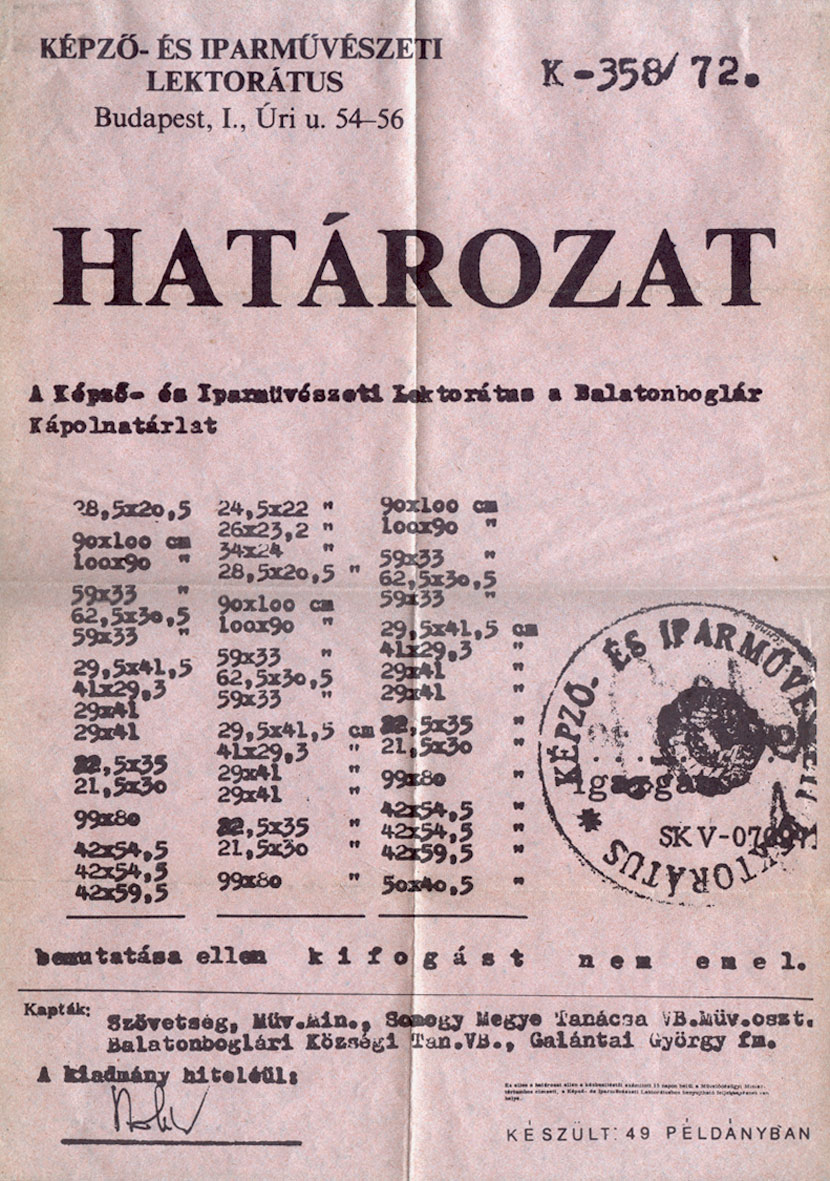 KÉPZŐ- ÉS IPARMŰVÉSZETI
LEKTORÁTUS
Budapest, I., Úri u. 54–56
K -358/ 72.
HATÁROZAT
A Képző- és Iparművészeti Lektorátus a Balatonboglár
Kápolnatárlat
28,5x20,5
90x100 cm
100x90 "
59x33 "
62,5x30,5
59x33 "
29,5x41,5
41x29,3
29x41
29x41
22,5x35
21,5x30
99x80
42x54,5
42x54,5
42x59,5
24,5x22 "
26x23,2 "
34x24 "
28,5x20,5 "
90x100 cm
100x90 "
59x33 "
62,5x30,5
59x33 "
29,5x41,5 cm
41x29,3 "
29x41 "
29x41 "
22,5x35 "
21,5x30 "
99x80 "
90x100 cm
100x90 "
59x33 "
62,5x30,5
59x33 "
29,5x41,5 cm
41x29,3 "
29x41 "
29x41 "
22,5x35 "
21,5x30 "
99x80 "
42x54,5 "
42x54,5 "
42x59,5 "
50x40,5 "
KÉPZŐ- ÉS IPARMŰVÉSZETI LEKTORÁTUS *
bemutatása ellen k i f o g á s t n e m e m e l .
Kapták:
Szövetség, Müv.Min., Somogy Megye Tanácsa VB.Müv.oszt.
Balatonboglári Községi Tan.VB., Galántai György fm.
A kiadmány hiteléül:
KÉSZÜLT: 49 PÉLDÁNYBAN